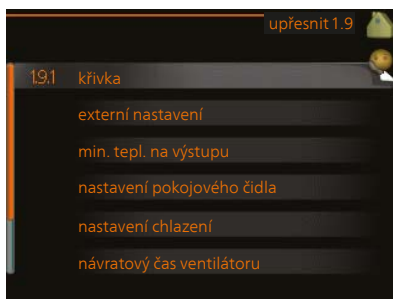 upřesnit 1.9
1.9.1 křivka
externí nastavení
min. tepl. na výstupu
nastavení pokojového čidla
nastavení chlazení
návratový čas ventilátoru